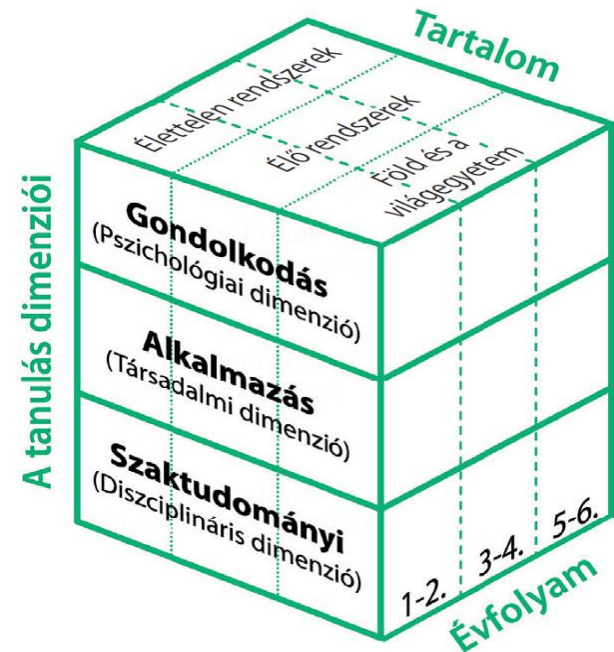 Tartalom
Élettelen rendszerek
Élő rendszerek
Föld és a
világegyetem
A tanulás dimenziói
Gondolkodás
(Pszichológiai dimenzió)
Alkalmazás
(Társadalmi dimenzió)
Szaktudományi
(Diszciplináris dimenzió)
1-2.
3-4.
5-6.
Évfolyam